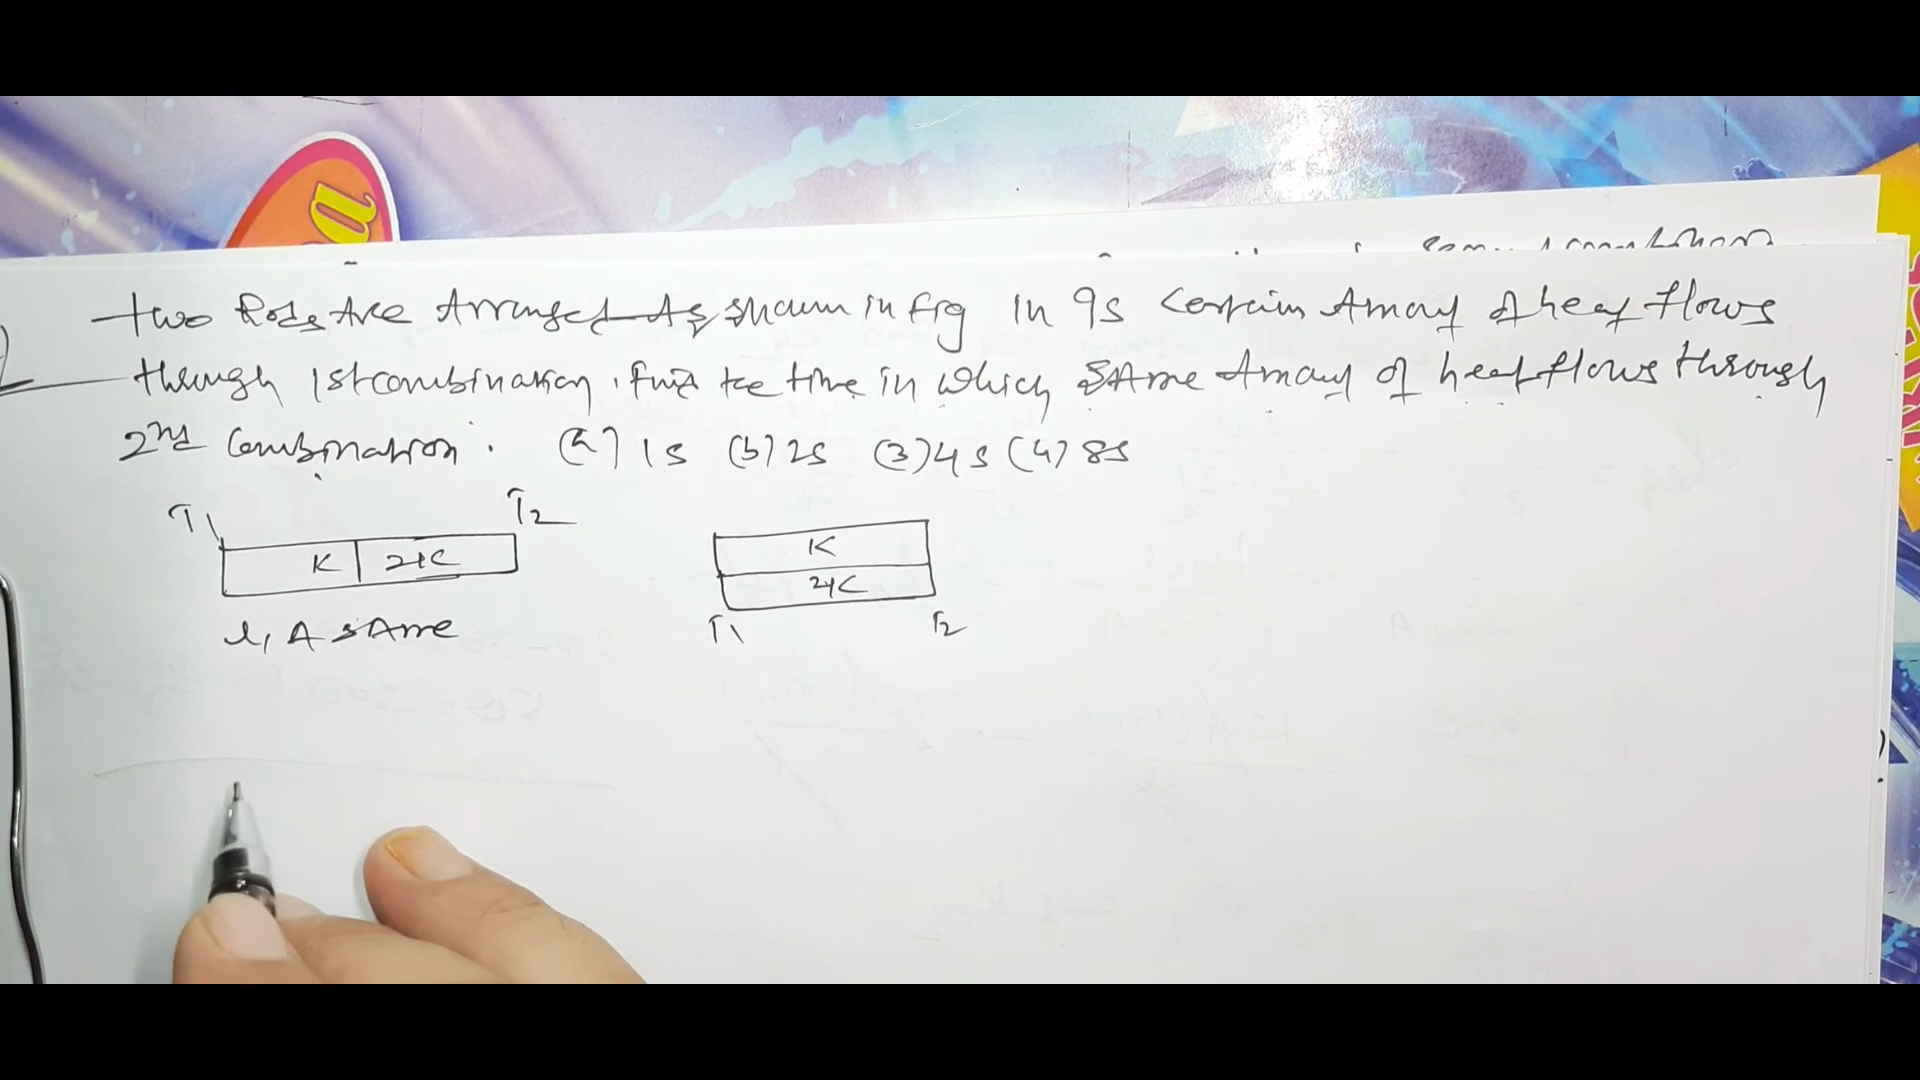 Two Rods Are Arranged As shown in fig In 9s Certain Amount of heat flows
through 1st combination. find the time in which SAme Amount of heat flows through
2nd Combination. (a) 1s (b) 2s (3) 4s (4) 8s
T1 T2
K 2K K 2K
l, A sAme T1 T2